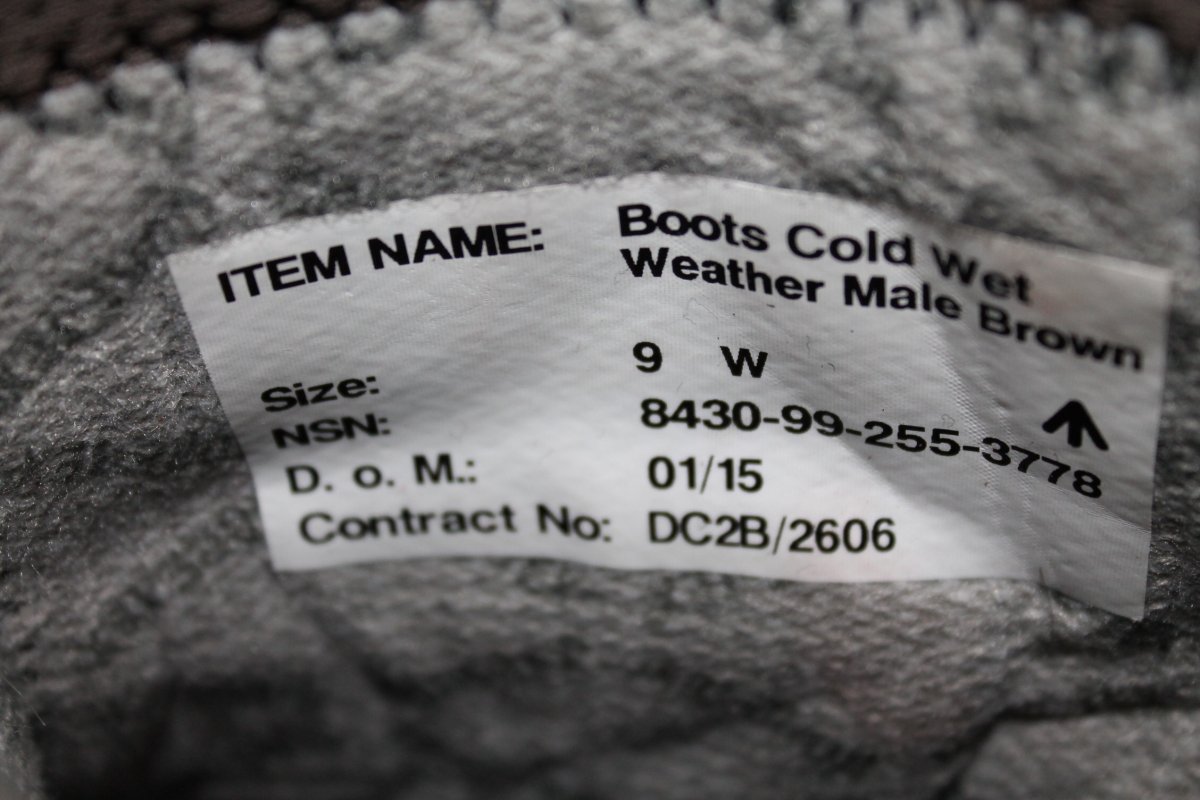 ITEM NAME: Boots Cold Wet
Weather Male Brown
Size: 9 W
NSN: 8430-99-255-3778
D. o. M.: 01/15
Contract No: DC2B/2606